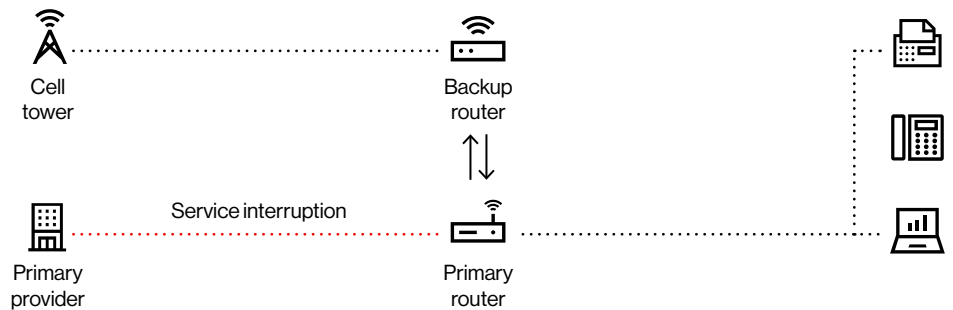 Cell
tower
Backup
router
Service interruption
Primary
provider
Primary
router